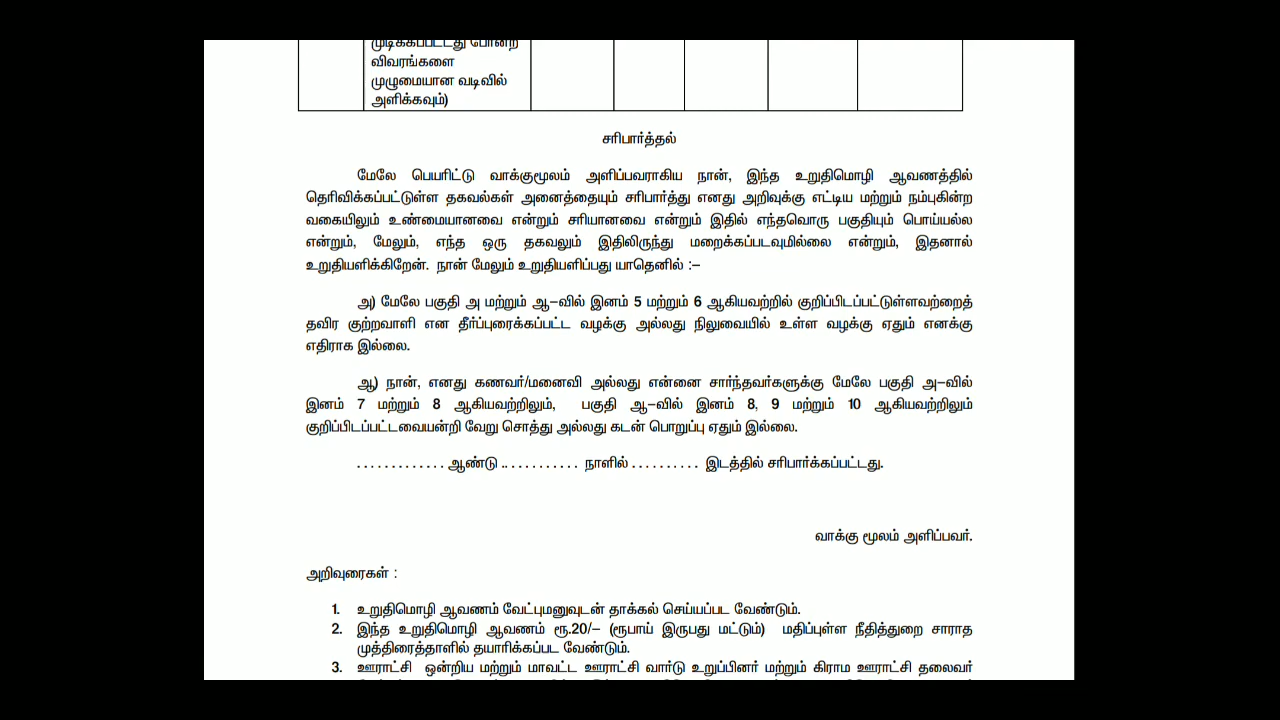 முடிக்கப்பட்டது போன்ற
விவரங்களை
முழுமையான வடிவில்
அளிக்கவும்)
சரிபார்த்தல்
மேலே பெயரிட்டு வாக்குமூலம் அளிப்பவராகிய நான், இந்த உறுதிமொழி ஆவணத்தில்
தெரிவிக்கப்பட்டுள்ள தகவல்கள் அனைத்தையும் சரிபார்த்து எனது அறிவுக்கு எட்டிய மற்றும் நம்புகின்ற
வகையிலும் உண்மையானவை என்றும் சரியானவை என்றும் இதில் எந்தவொரு பகுதியும் பொய்யல்ல
என்றும், மேலும், எந்த ஒரு தகவலும் இதிலிருந்து மறைக்கப்படவுமில்லை என்றும், இதனால்
உறுதியளிக்கிறேன். நான் மேலும் உறுதியளிப்பது யாதெனில் :–
அ) மேலே பகுதி அ மற்றும் ஆ–வில் இனம் 5 மற்றும் 6 ஆகியவற்றில் குறிப்பிடப்பட்டுள்ளவற்றைத்
தவிர குற்றவாளி என தீர்ப்புரைக்கப்பட்ட வழக்கு அல்லது நிலுவையில் உள்ள வழக்கு ஏதும் எனக்கு
எதிராக இல்லை.
ஆ) நான், எனது கணவர்/மனைவி அல்லது என்னை சார்ந்தவர்களுக்கு மேலே பகுதி அ–வில்
இனம் 7 மற்றும் 8 ஆகியவற்றிலும், பகுதி ஆ–வில் இனம் 8, 9 மற்றும் 10 ஆகியவற்றிலும்
குறிப்பிடப்பட்டவையன்றி வேறு சொத்து அல்லது கடன் பொறுப்பு ஏதும் இல்லை.
. . . . . . . . . . . . . ஆண்டு . . . . . . . . . . . . நாளில் . . . . . . . . . . இடத்தில் சரிபார்க்கப்பட்டது.
வாக்கு மூலம் அளிப்பவர்.
அறிவுரைகள் :
1. உறுதிமொழி ஆவணம் வேட்புமனுவுடன் தாக்கல் செய்யப்பட வேண்டும்.
2. இந்த உறுதிமொழி ஆவணம் ரூ.20/– (ரூபாய் இருபது மட்டும்) மதிப்புள்ள நீதித்துறை சாராத
முத்திரைத்தாளில் தயாரிக்கப்பட வேண்டும்.
3. ஊராட்சி ஒன்றிய மற்றும் மாவட்ட ஊராட்சி வார்டு உறுப்பினர் மற்றும் கிராம ஊராட்சி தலைவர்